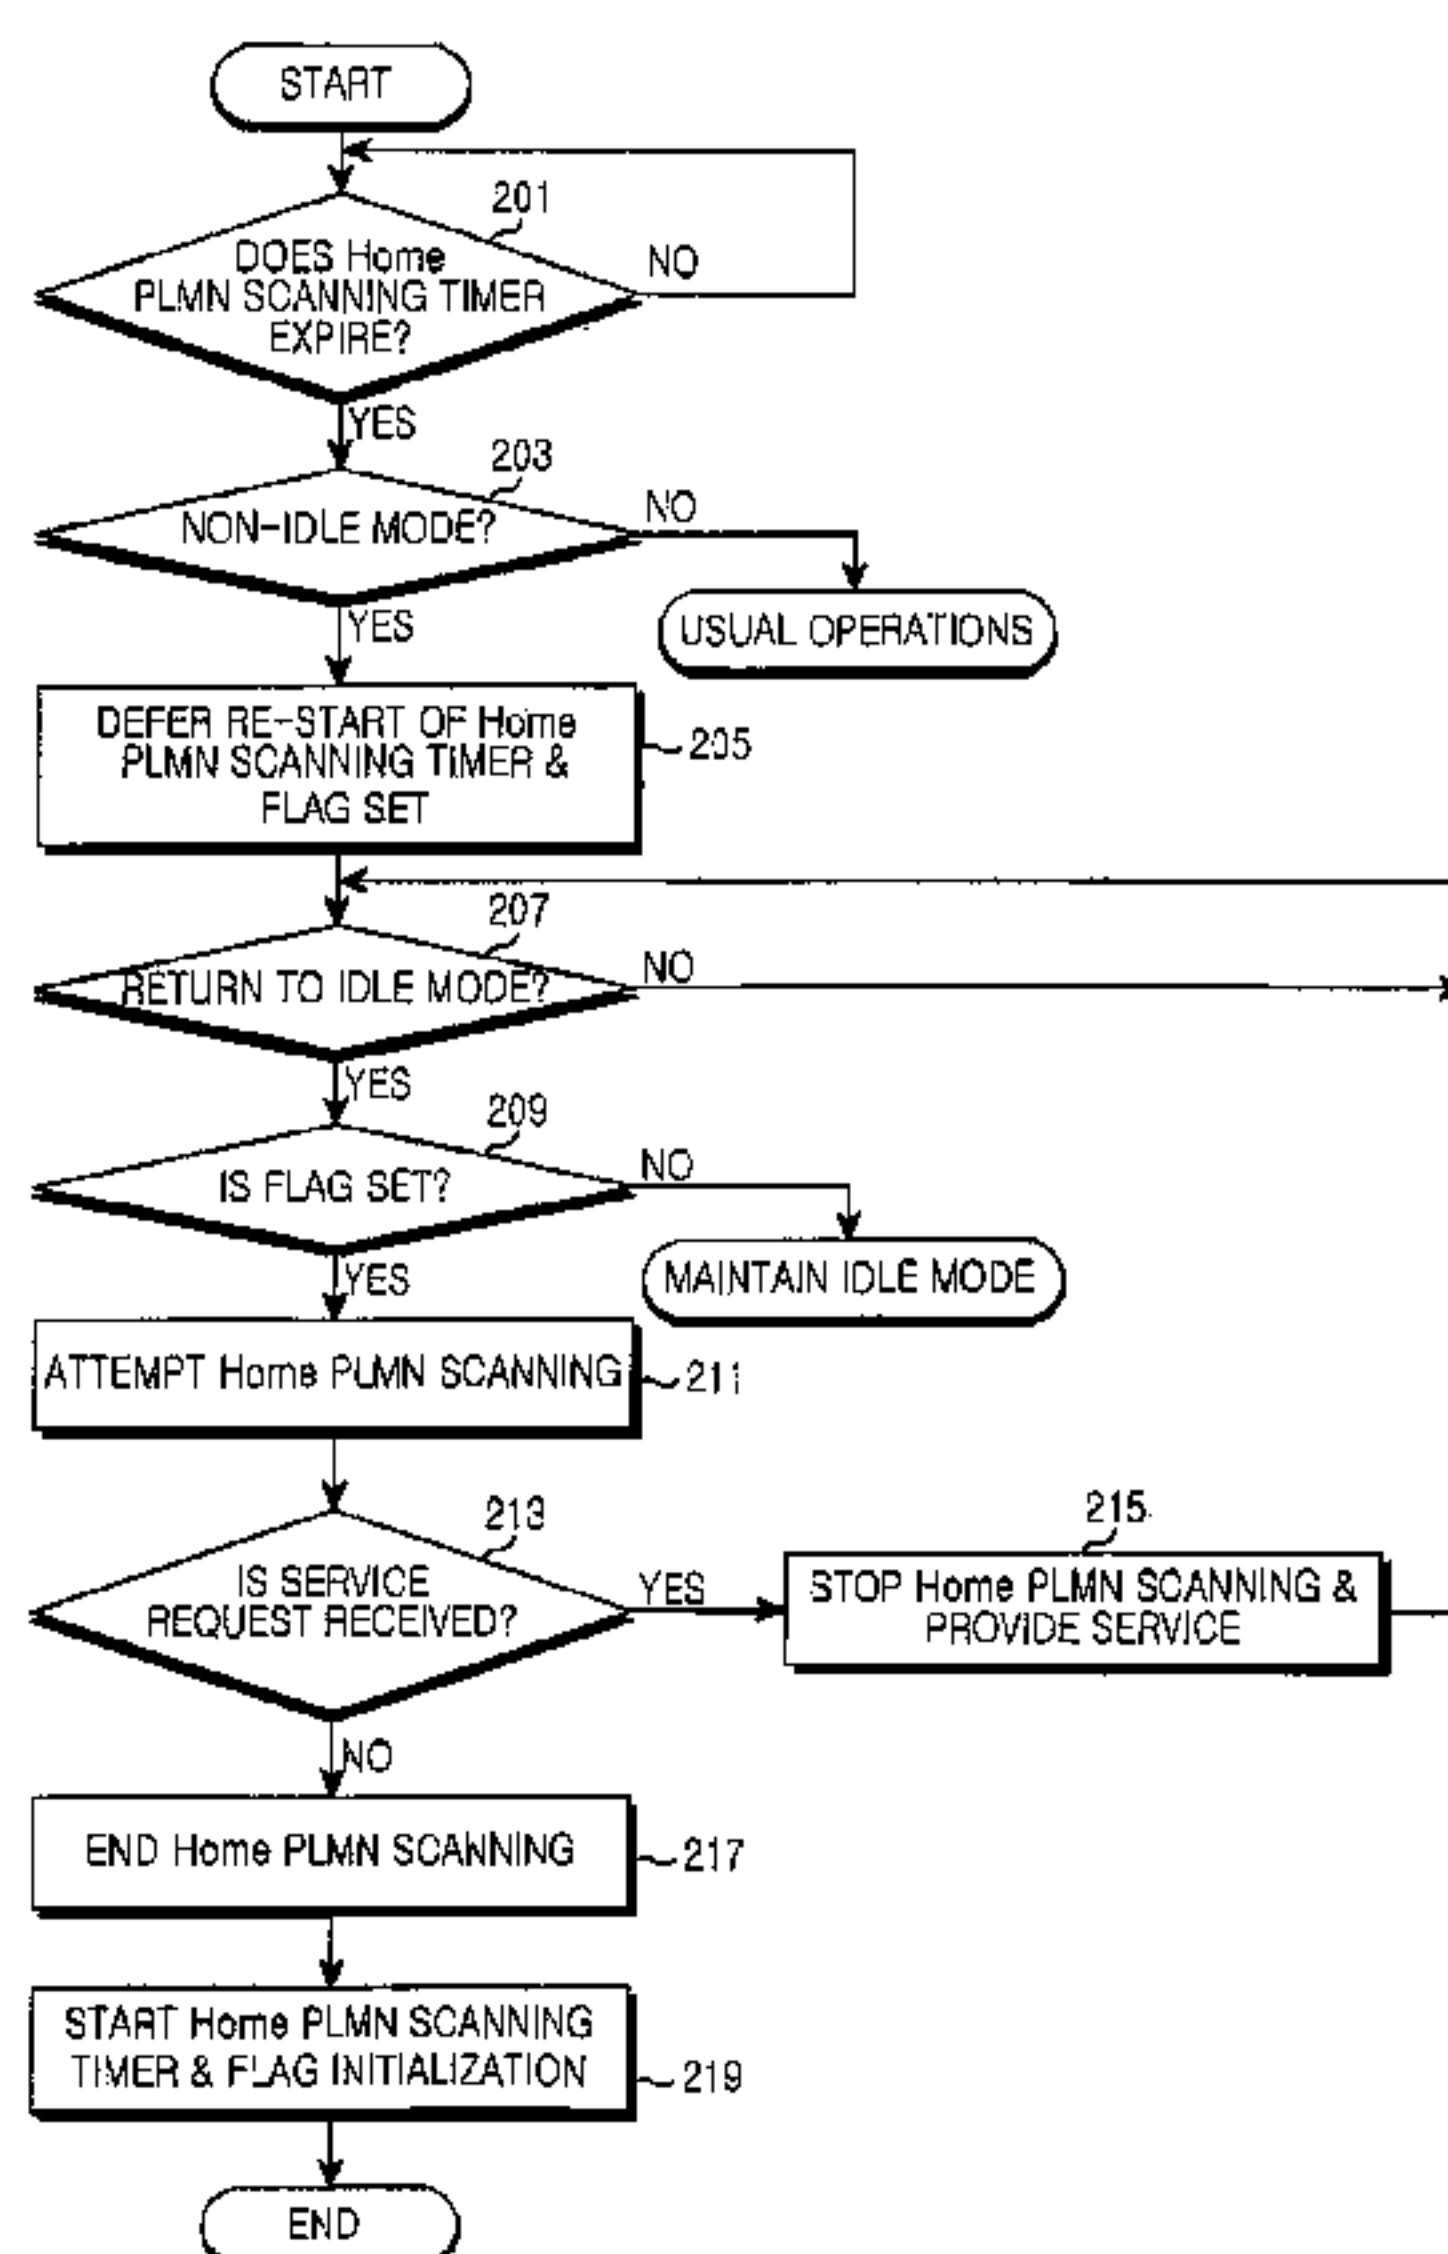 START
201
DOES Home
PLMN SCANNING TIMER
EXPIRE?
NO
YES
203
NON-IDLE MODE?
NO
YES
USUAL OPERATIONS
DEFER RE-START OF Home
PLMN SCANNING TIMER &
FLAG SET
205
207
RETURN TO IDLE MODE?
NO
YES
209
IS FLAG SET?
NO
YES
MAINTAIN IDLE MODE
ATTEMPT Home PLMN SCANNING
211
213
IS SERVICE
REQUEST RECEIVED?
YES
215
STOP Home PLMN SCANNING &
PROVIDE SERVICE
NO
END Home PLMN SCANNING
217
START Home PLMN SCANNING
TIMER & FLAG INITIALIZATION
219
END